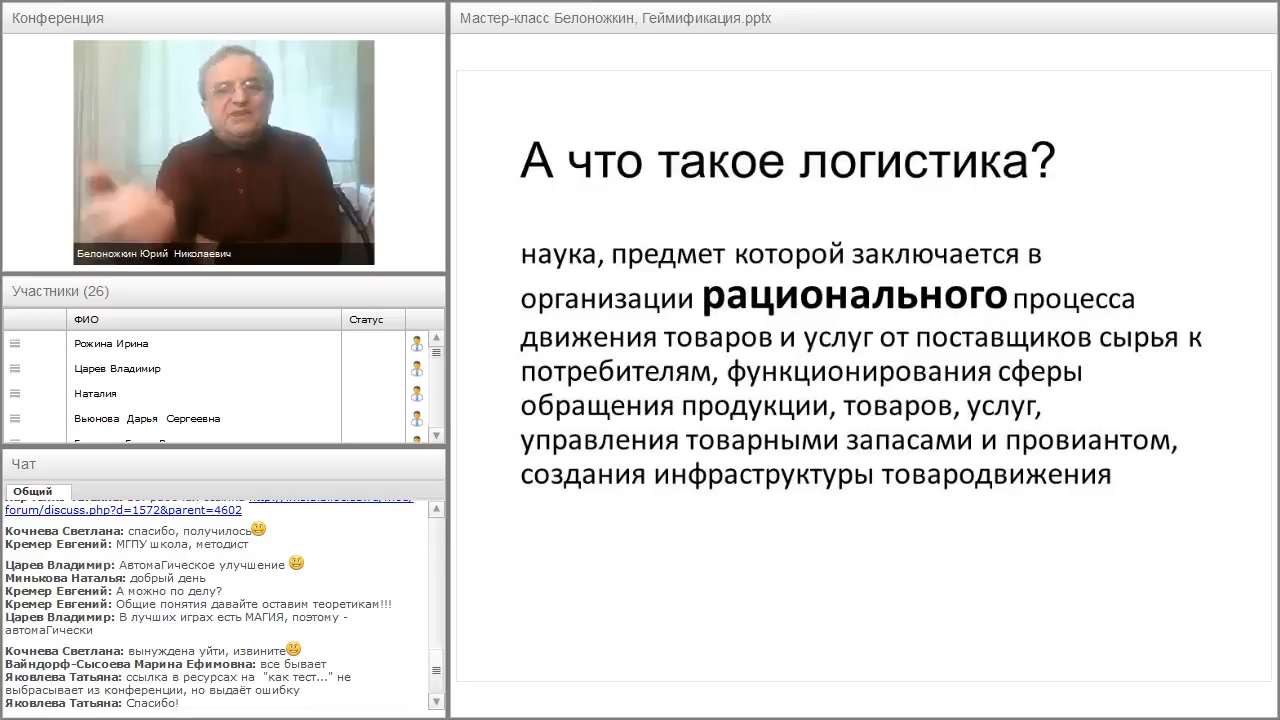 Конференция
Белоножкин Юрий Николаевич
Участники (26)
ФИО Статус
Рожина Ирина
Царев Владимир
Наталия
Вьюнова Дарья Сергеевна
Чат
Общий
forum/discuss.php?d=1572&parent=4602
Кочнева Светлана: спасибо, получилось
Кремер Евгений: МГПУ школа, методист
Царев Владимир: АвтомаГическое улучшение
Минькова Наталья: добрый день
Кремер Евгений: А можно по делу?
Кремер Евгений: Общие понятия давайте оставим теоретикам!!!
Царев Владимир: В лучших играх есть МАГИЯ, поэтому -
автомаГически
Кочнева Светлана: вынуждена уйти, извините
Вайндорф-Сысоева Марина Ефимовна: все бывает
Яковлева Татьяна: ссылка в ресурсах на "как тест..." не
выбрасывает из конференции, но выдаёт ошибку
Яковлева Татьяна: Спасибо!
Мастер-класс Белоножкин, Геймификация.pptx
А что такое логистика?
наука, предмет которой заключается в
организации рационального процесса
движения товаров и услуг от поставщиков сырья к
потребителям, функционирования сферы
обращения продукции, товаров, услуг,
управления товарными запасами и провиантом,
создания инфраструктуры товародвижения